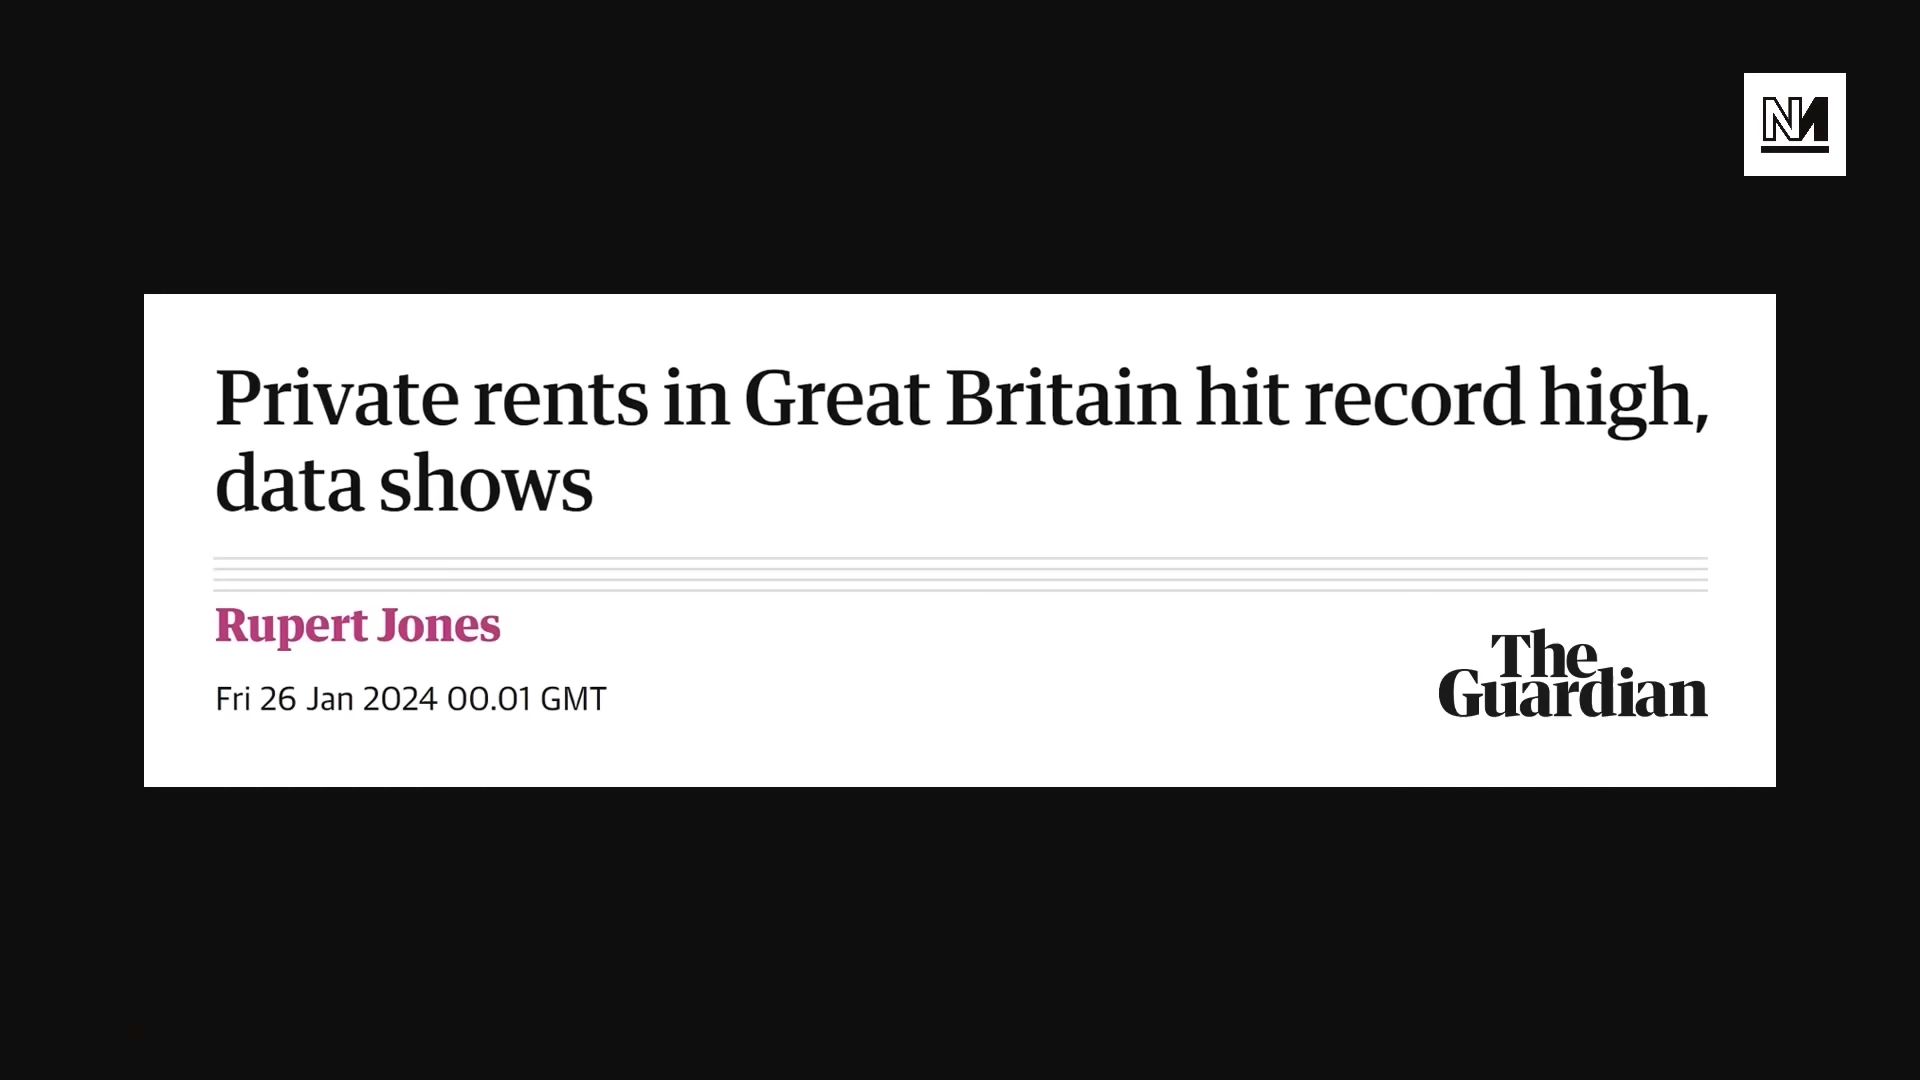 NM
Private rents in Great Britain hit record high,
data shows
Rupert Jones
Fri 26 Jan 2024 00.01 GMT
The
Guardian